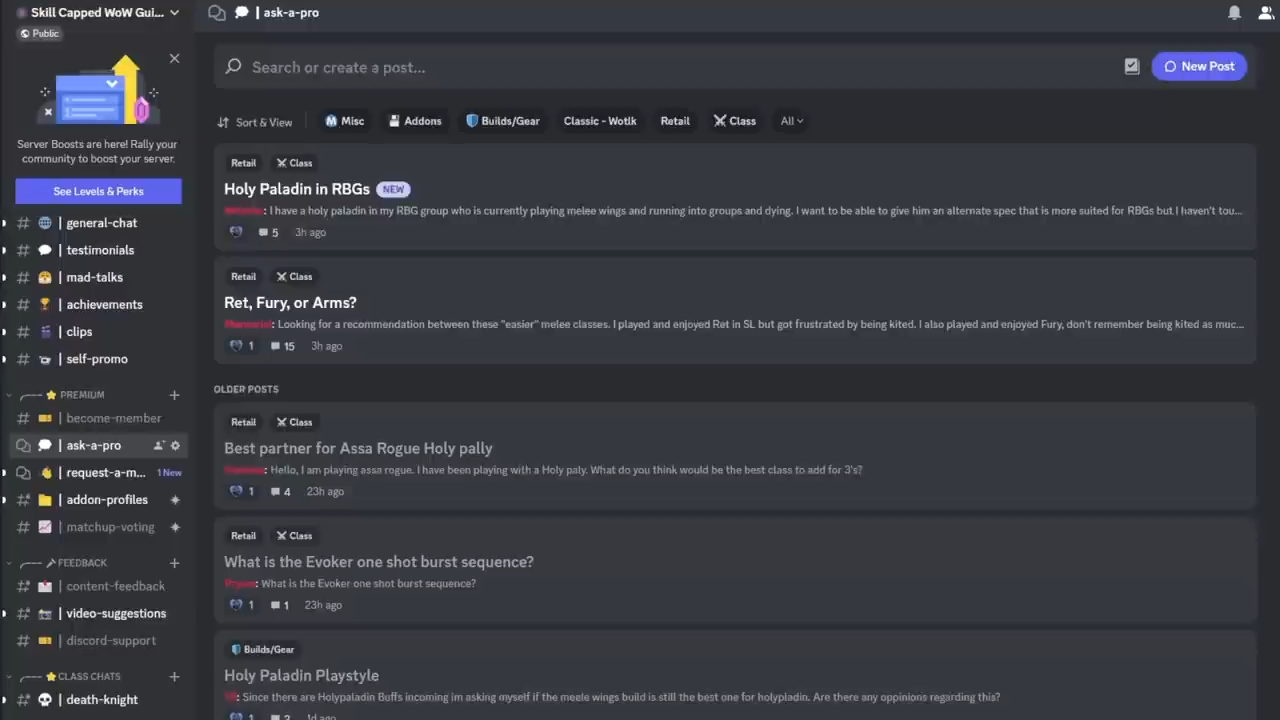 Skill Capped WoW Gui...
Public
Server Boosts are here! Rally your
community to boost your server.
See Levels & Perks
# | general-chat
# | testimonials
# | mad-talks
# | achievements
# | clips
# | self-promo
PREMIUM
# | become-member
| ask-a-pro
| request-a-m... 1 New
# | addon-profiles
# | matchup-voting
FEEDBACK
# | content-feedback
# | video-suggestions
# | discord-support
CLASS CHATS
# | death-knight
| ask-a-pro
Search or create a post...
New Post
Sort & View
Misc
Addons
Builds/Gear
Classic - Wotlk
Retail
Class
All
Retail Class
Holy Paladin in RBGs NEW
: I have a holy paladin in my RBG group who is currently playing melee wings and running into groups and dying. I want to be able to give him an alternate spec that is more suited for RBGs but I haven't tou...
5 3h ago
Retail Class
Ret, Fury, or Arms?
: Looking for a recommendation between these "easier" melee classes. I played and enjoyed Ret in SL but got frustrated by being kited. I also played and enjoyed Fury, don't remember being kited as muc...
1 15 3h ago
OLDER POSTS
Retail Class
Best partner for Assa Rogue Holy pally
: Hello, I am playing assa rogue. I have been playing with a Holy paly. What do you think would be the best class to add for 3's?
1 4 23h ago
Retail Class
What is the Evoker one shot burst sequence?
: What is the Evoker one shot burst sequence?
1 1 23h ago
Builds/Gear
Holy Paladin Playstyle
: Since there are Holypaladin Buffs incoming im asking myself if the meele wings build is still the best one for holypaladin. Are there any oppinions regarding this?
1 2 1d ago